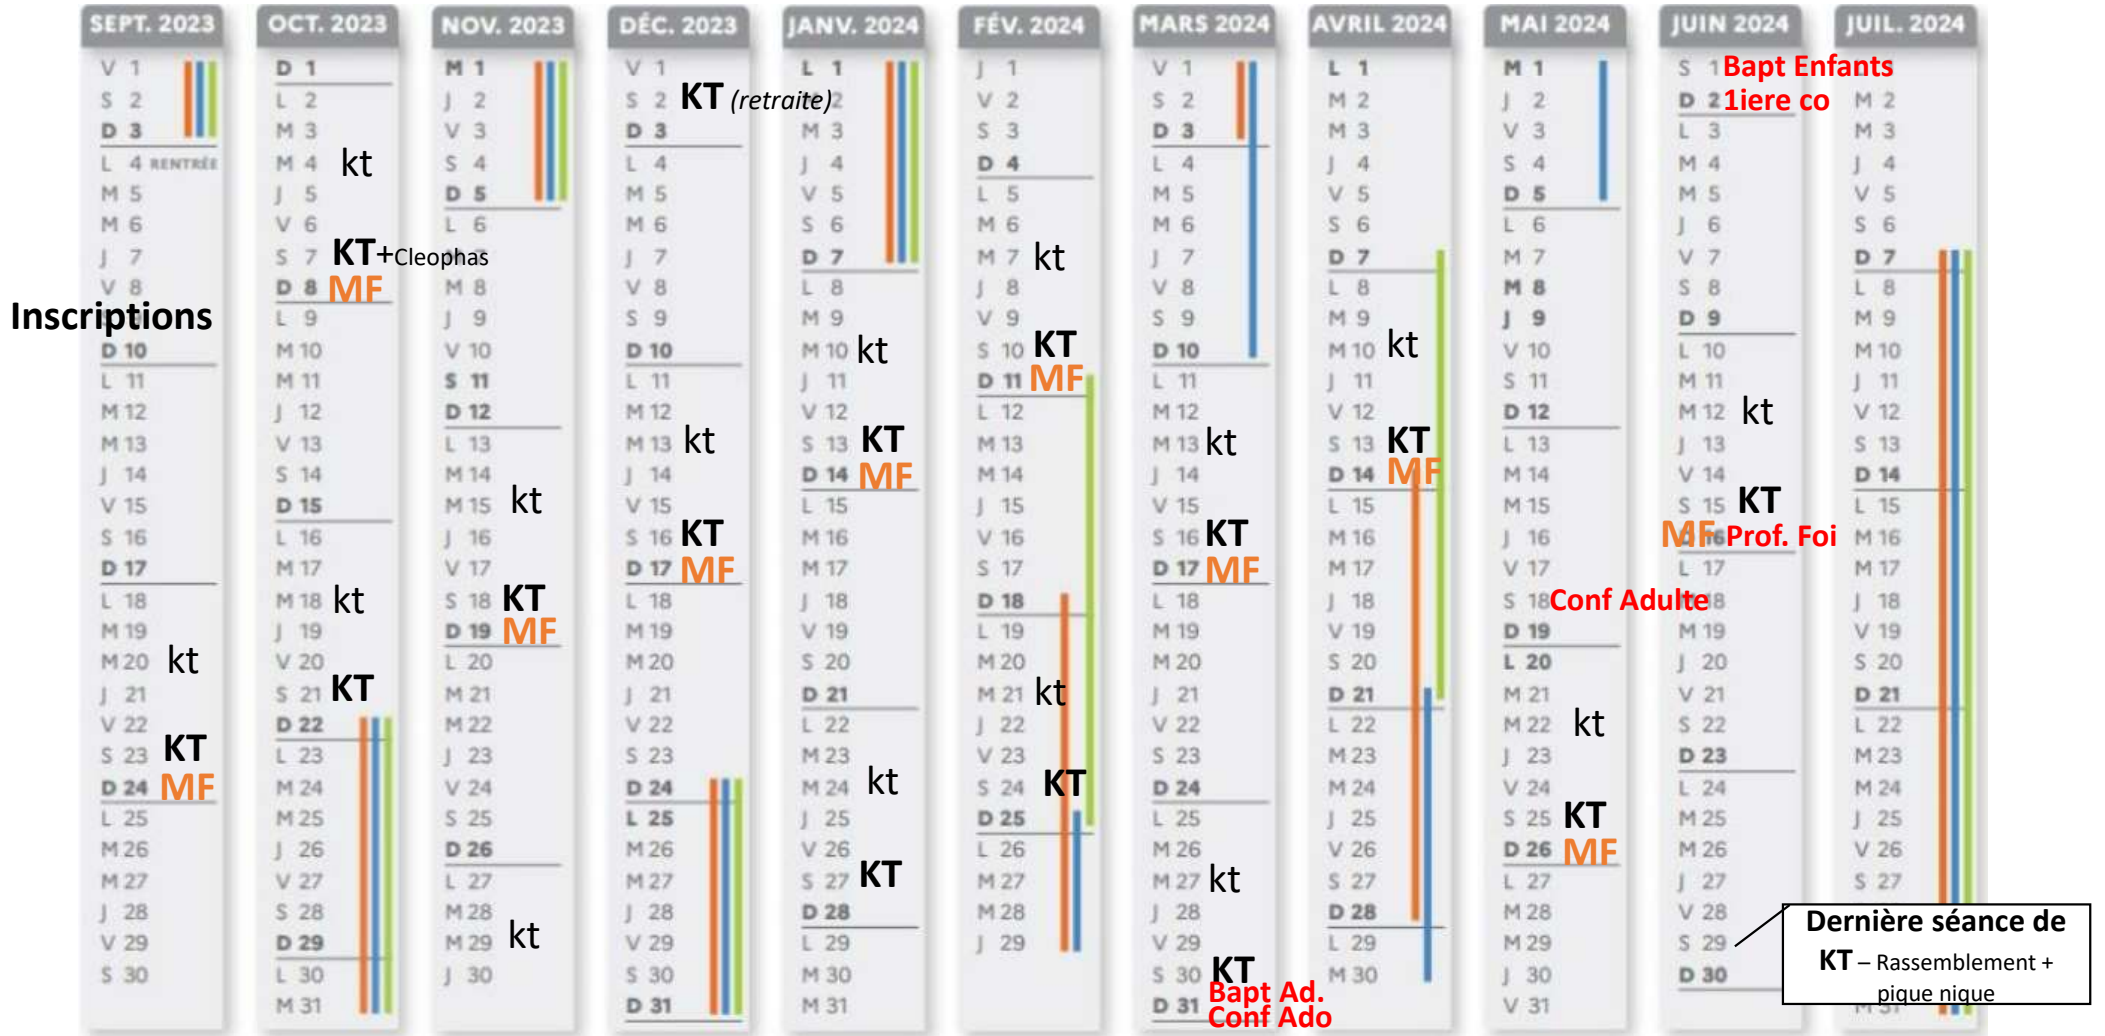 SEPT. 2023
V 1
S 2
D 3
L 4 RENTRÉE
M 5
M 6
J 7
V 8
Inscriptions
D 10
L 11
M 12
M 13
J 14
V 15
S 16
D 17
L 18
M 19
M 20 kt
J 21
V 22
S 23 KT
D 24 MF
L 25
M 26
M 27
J 28
V 29
S 30
OCT. 2023
D 1
L 2
M 3
M 4 kt
J 5
V 6
S 7 KT+Cleophas
D 8 MF
L 9
M 10
M 11
J 12
V 13
S 14
D 15
L 16
M 17
M 18 kt
J 19
V 20
S 21 KT
D 22
L 23
M 24
M 25
J 26
V 27
S 28
D 29
L 30
M 31
NOV. 2023
M 1
J 2
V 3
S 4
D 5
L 6
M 8
J 9
V 10
S 11
D 12
L 13
M 14
M 15 kt
J 16
V 17
S 18 KT
D 19 MF
L 20
M 21
M 22
J 23
V 24
S 25
D 26
L 27
M 28
M 29 kt
J 30
DÉC. 2023
V 1
S 2 KT (retraite)
D 3
L 4
M 5
M 6
J 7
V 8
S 9
D 10
L 11
M 12
M 13 kt
J 14
V 15
S 16 KT
D 17 MF
L 18
M 19
M 20
J 21
V 22
S 23
D 24
L 25
M 26
M 27
J 28
V 29
S 30
D 31
JANV. 2024
L 1
2
M 3
J 4
V 5
S 6
D 7
L 8
M 9
M 10 kt
J 11
V 12
S 13 KT
D 14 MF
L 15
M 16
M 17
J 18
V 19
S 20
D 21
L 22
M 23
M 24 kt
J 25
V 26
S 27 KT
D 28
L 29
M 30
M 31
FÉV. 2024
J 1
V 2
S 3
D 4
L 5
M 6
M 7 kt
J 8
V 9
S 10 KT
D 11 MF
L 12
M 13
M 14
J 15
V 16
S 17
D 18
L 19
M 20
M 21 kt
J 22
V 23
S 24 KT
D 25
L 26
M 27
M 28
J 29
MARS 2024
V 1
S 2
D 3
L 4
M 5
M 6
J 7
V 8
S 9
D 10
L 11
M 12
M 13 kt
J 14
V 15
S 16 KT
D 17 MF
L 18
M 19
M 20
J 21
V 22
S 23
D 24
L 25
M 26
M 27 kt
J 28
V 29
S 30 KT
Bapt Ad.
D 31 Conf Ado
AVRIL 2024
L 1
M 2
M 3
J 4
V 5
S 6
D 7
L 8
M 9
M 10 kt
J 11
V 12
S 13 KT
D 14 MF
L 15
M 16
M 17
J 18
V 19
S 20
D 21
L 22
M 23
M 24
J 25
V 26
S 27
D 28
L 29
M 30
MAI 2024
M 1
J 2
V 3
S 4
D 5
L 6
M 7
M 8
J 9
V 10
S 11
D 12
L 13
M 14
M 15
J 16
V 17
S 18 Conf Adulte
D 19
L 20
M 21
M 22 kt
J 23
V 24
S 25 KT
D 26 MF
L 27
M 28
M 29
J 30
V 31
JUIN 2024
S 1 Bapt Enfants
D 2 1iere co
L 3
M 4
M 5
J 6
V 7
S 8
D 9
L 10
M 11
M 12 kt
J 13
V 14
S 15 KT
MF 16 Prof. Foi
L 17
18
M 19
J 20
V 21
S 22
D 23
L 24
M 25
M 26
J 27
V 28
S 29
D 30
JUIL. 2024
M 2
M 3
J 4
V 5
S 6
D 7
L 8
M 9
M 10
J 11
V 12
S 13
D 14
L 15
M 16
M 17
J 18
V 19
S 20
D 21
L 22
M 23
M 24
J 25
V 26
S 27
Dernière séance de
KT – Rassemblement +
pique nique
M 31